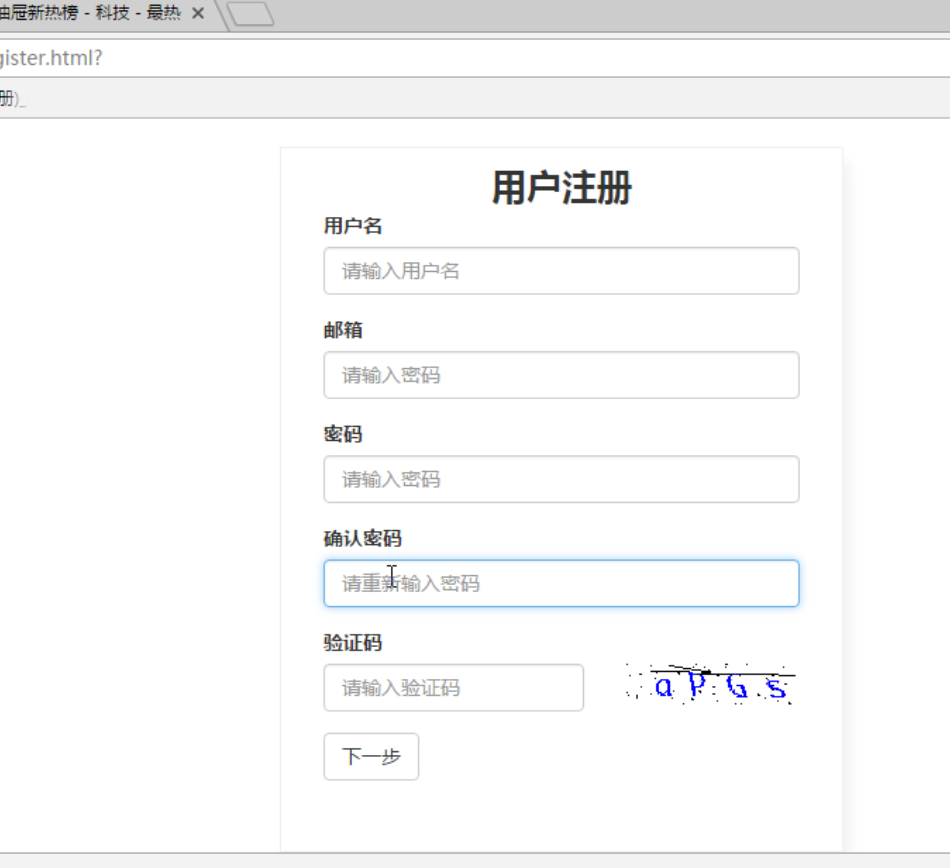 屉新热榜 - 科技 - 最热
gister.html?
册)
用户注册
用户名
请输入用户名
邮箱
请输入密码
密码
请输入密码
确认密码
请重新输入密码
验证码
请输入验证码
a P G S
下一步